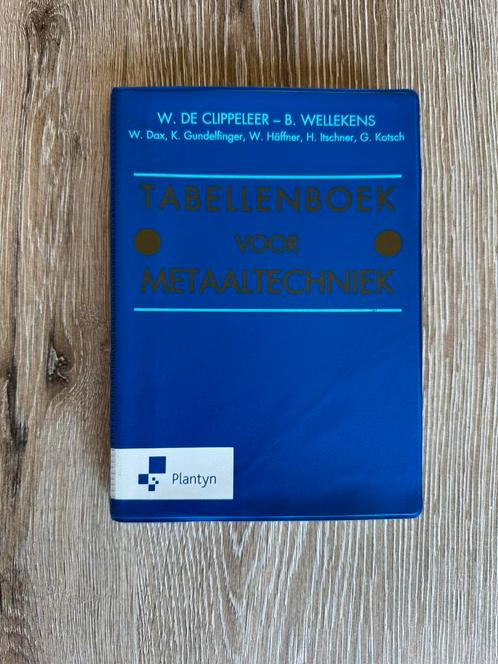 W. DE CLIPPELEER – B. WELLEKENS
W. Dax, K. Gundelfinger, W. Häffner, H. Itschner, G. Kotsch
TABELLENBOEK
VOOR
METAALTECHNIEK
Plantyn